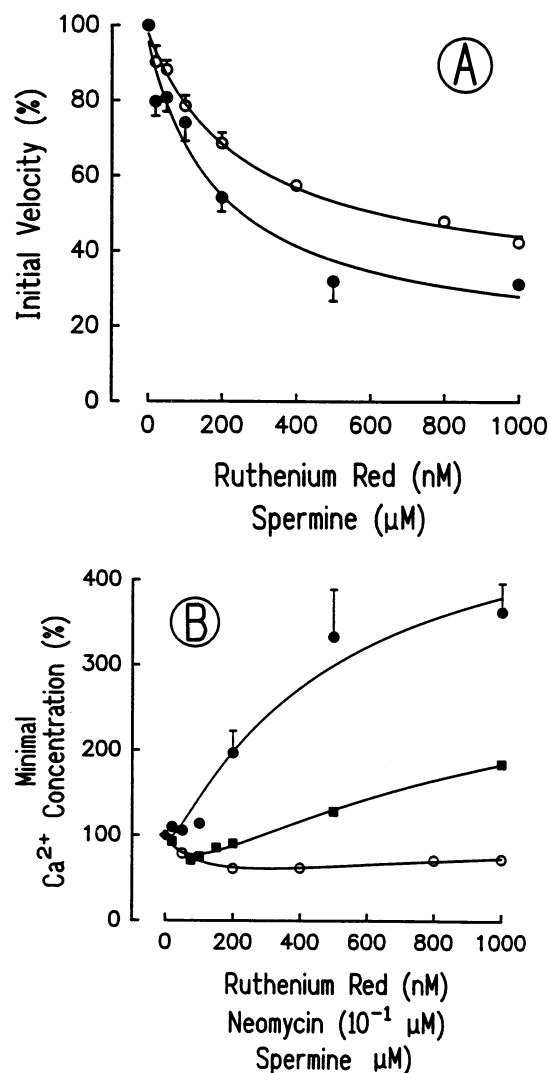 A
Initial Velocity (%)
100
80
60
40
20
0
0 200 400 600 800 1000
Ruthenium Red (nM)
Spermine (µM)
B
Minimal
Ca²⁺ Concentration (%)
400
300
200
100
0
0 200 400 600 800 1000
Ruthenium Red (nM)
Neomycin (10⁻¹ µM)
Spermine µM)